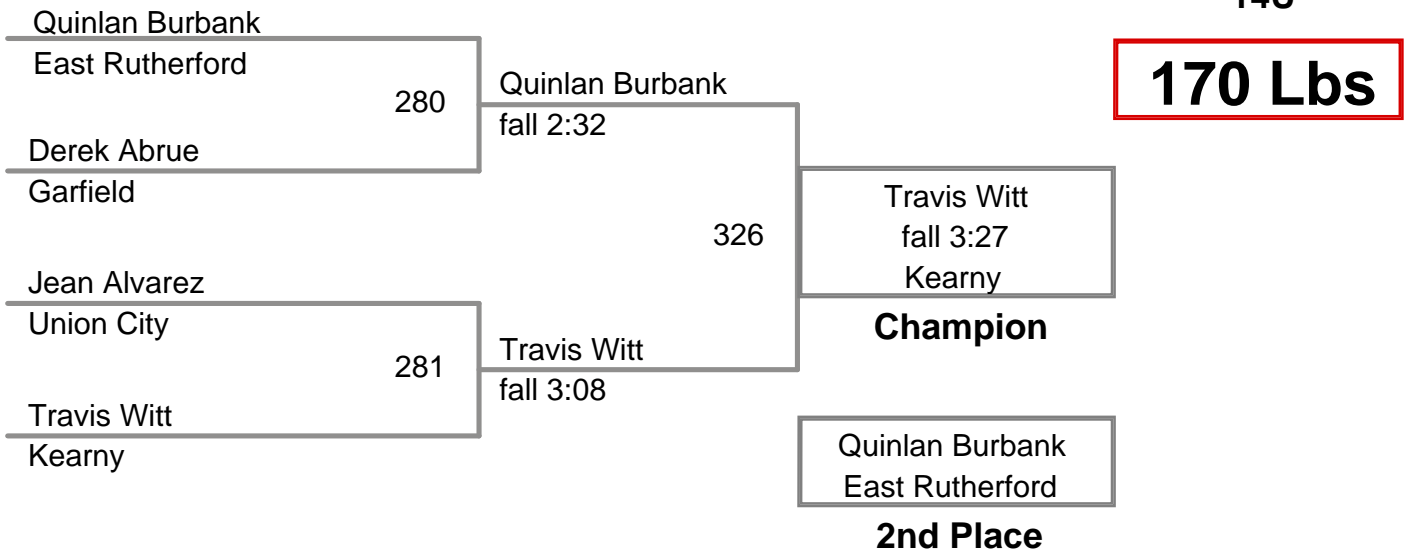 Quinlan Burbank
East Rutherford
280
Derek Abrue
Garfield
Quinlan Burbank
fall 2:32
170 Lbs
Jean Alvarez
Union City
281
Travis Witt
Kearny
Travis Witt
fall 3:08
326
Travis Witt
fall 3:27
Kearny
Champion
Quinlan Burbank
East Rutherford
2nd Place